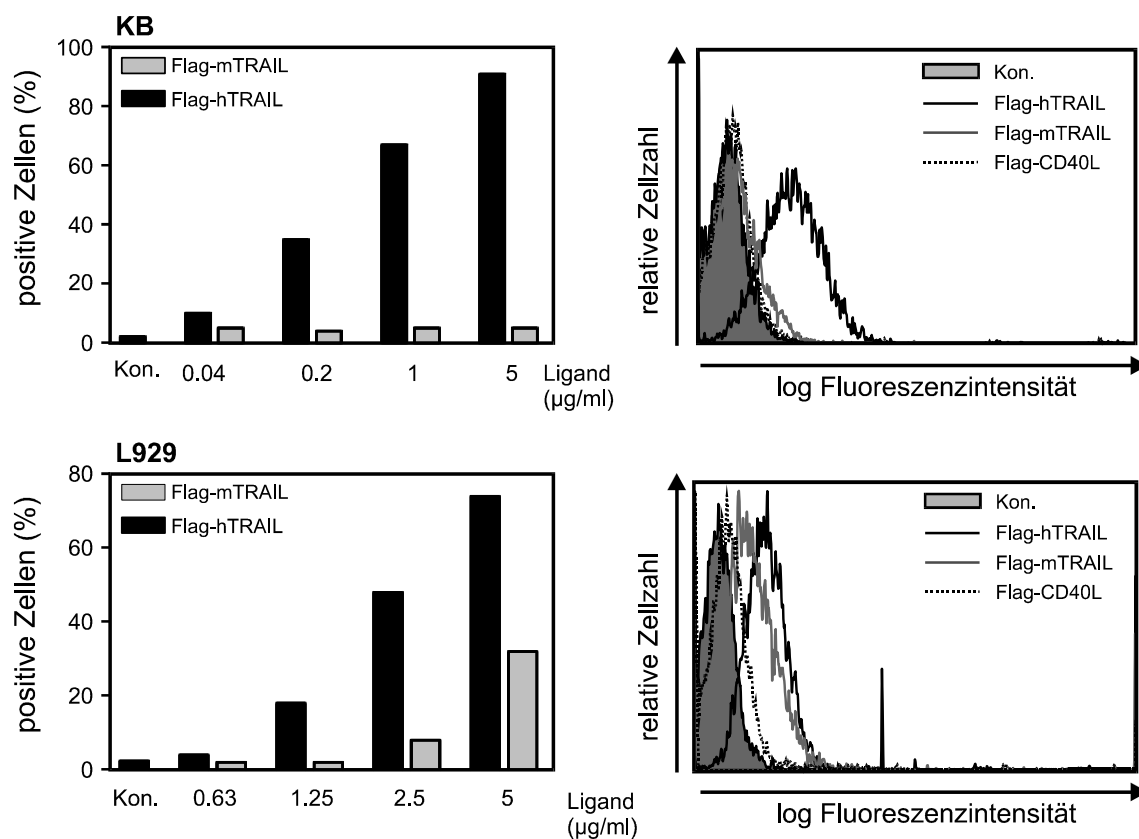 KB
positive Zellen (%)
100
80
60
40
20
0
Flag-mTRAIL
Flag-hTRAIL
Kon.
0.04
0.2
1
5
Ligand
(µg/ml)
relative Zellzahl
Kon.
Flag-hTRAIL
Flag-mTRAIL
Flag-CD40L
log Fluoreszenzintensität
L929
positive Zellen (%)
80
60
40
20
0
Flag-mTRAIL
Flag-hTRAIL
Kon.
0.63
1.25
2.5
5
Ligand
(µg/ml)
relative Zellzahl
Kon.
Flag-hTRAIL
Flag-mTRAIL
Flag-CD40L
log Fluoreszenzintensität